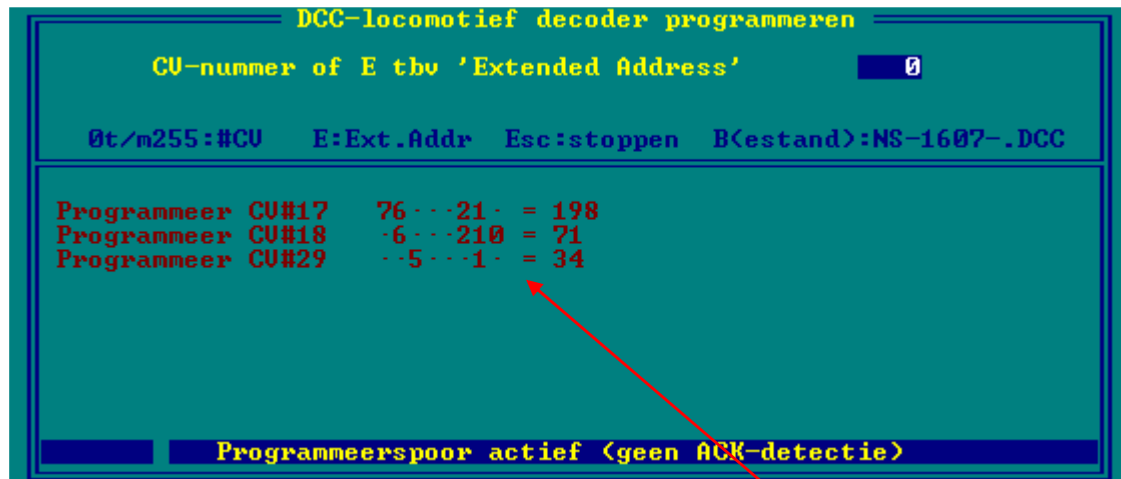 DCC-locomotief decoder programmeren
CV-nummer of E tbv 'Extended Address' 0
0t/m255:#CV E:Ext.Addr Esc:stoppen B(estand):NS-1607-.DCC
Programmeer CV#17 76···21· = 198
Programmeer CV#18 ·6···210 = 71
Programmeer CV#29 ··5···1· = 34
Programmeerspoor actief (geen ACK-detectie)